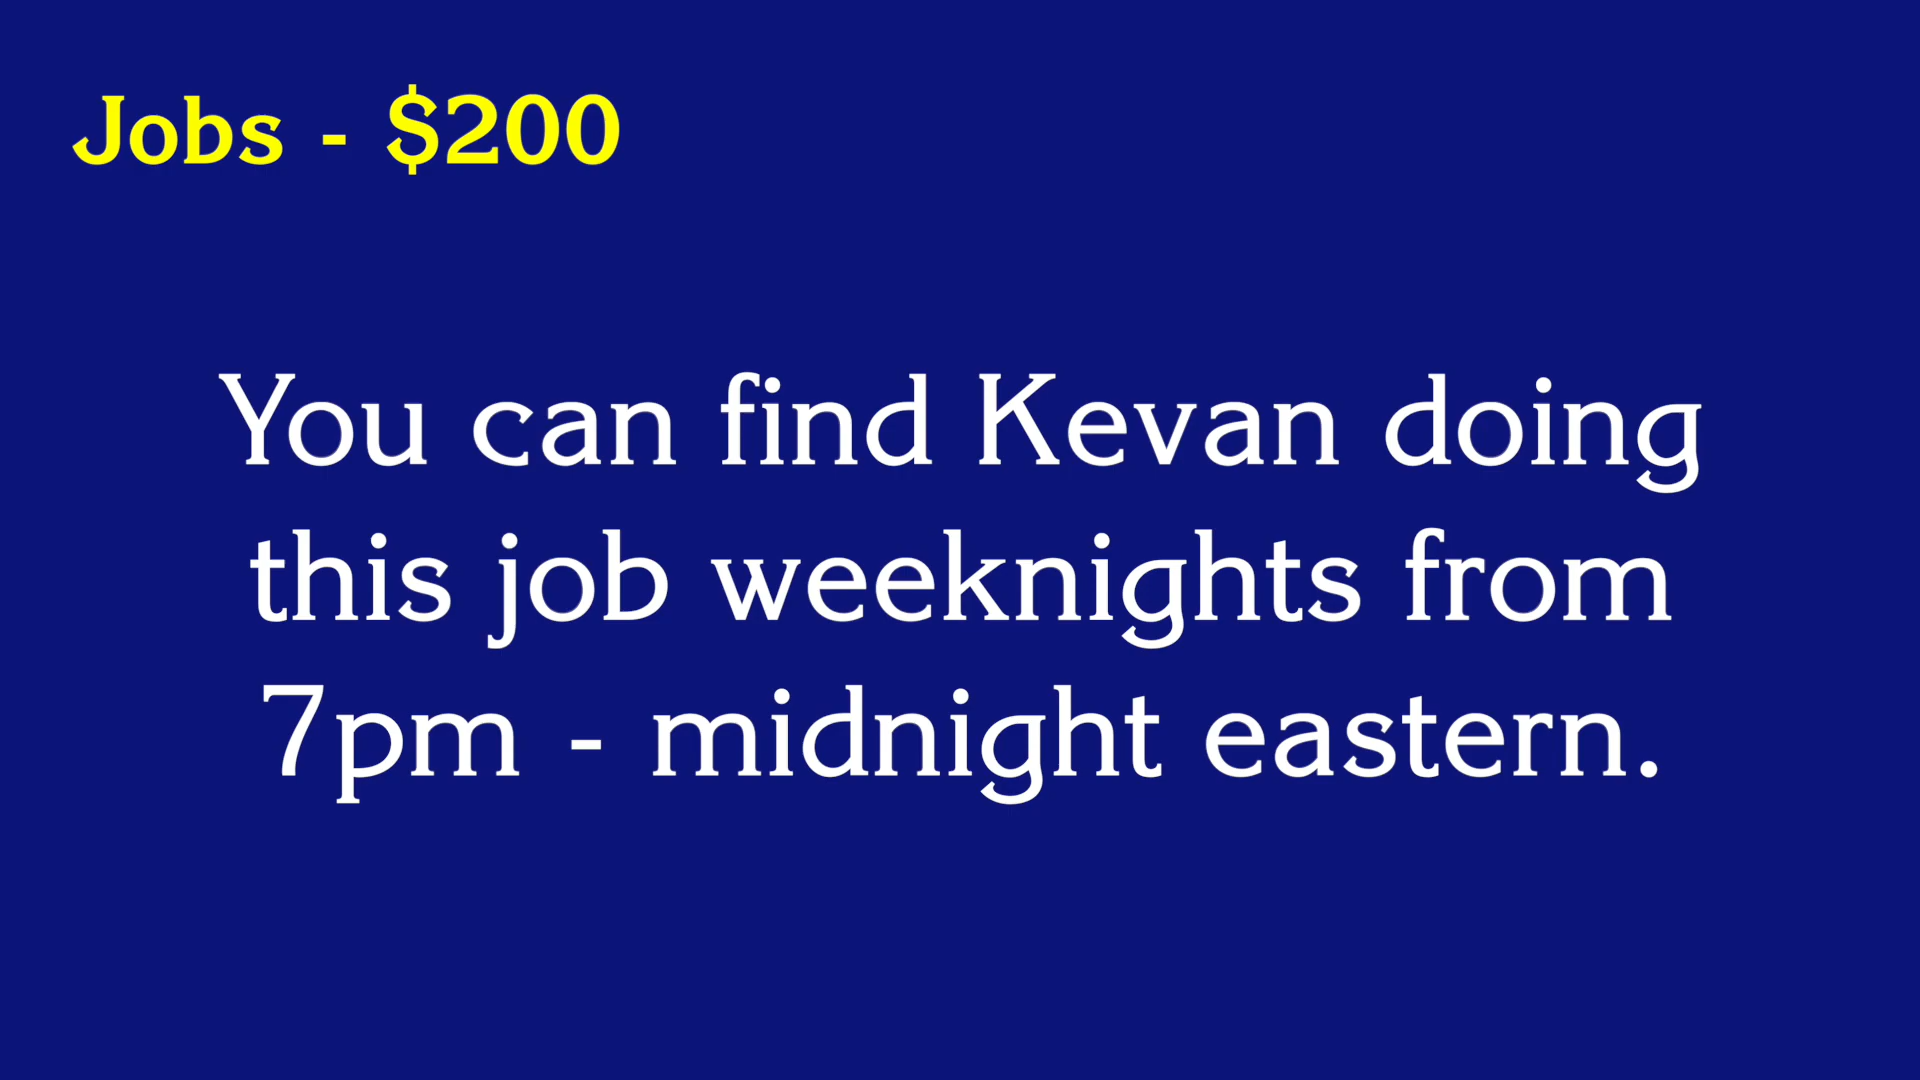 Jobs - $200
You can find Kevan doing
this job weeknights from
7pm - midnight eastern.